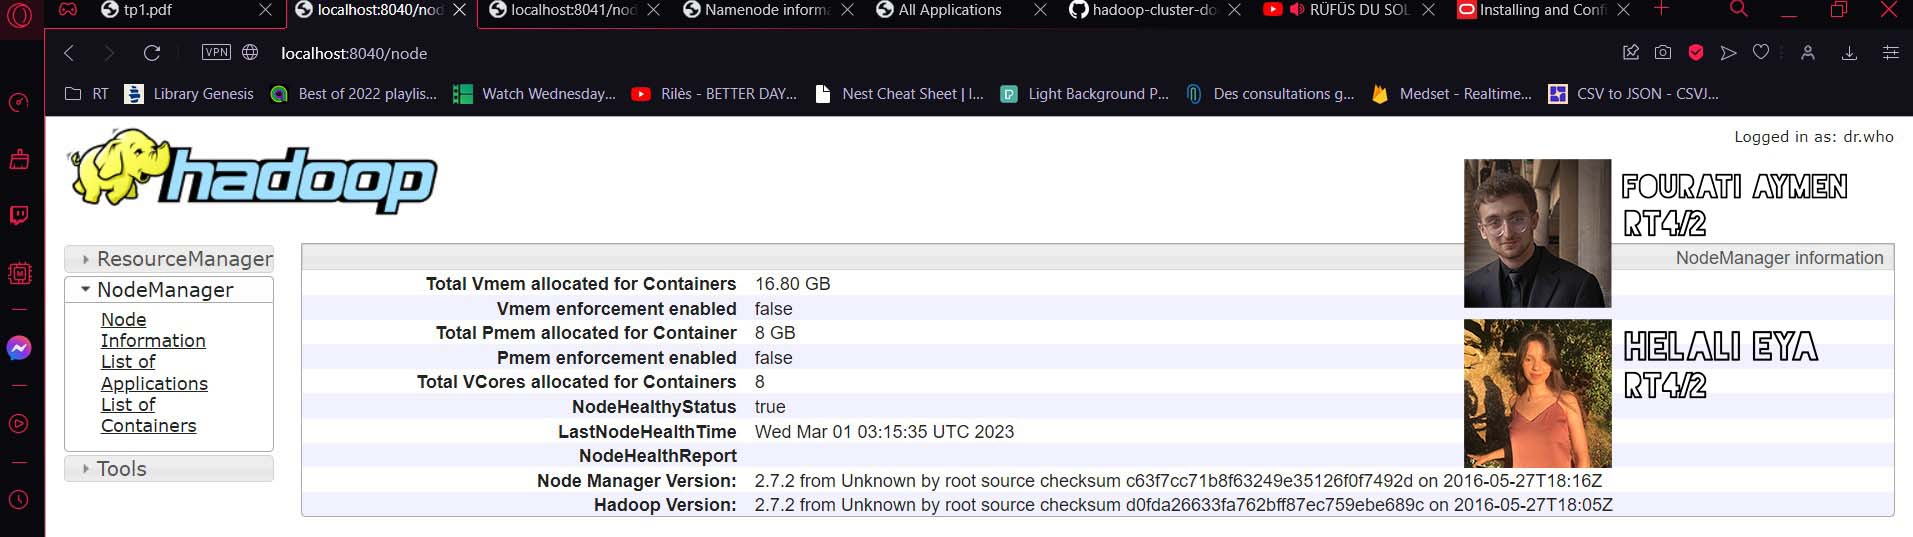 tp1.pdf
localhost:8040/nod
localhost:8041/nod
Namenode informa
All Applications
hadoop-cluster-do
RÜFÜS DU SOL
Installing and Confi
VPN
localhost:8040/node
RT
Library Genesis
Best of 2022 playlis...
Watch Wednesday...
Rilès - BETTER DAY...
Nest Cheat Sheet | I...
Light Background P...
Des consultations g...
Medset - Realtime...
CSV to JSON - CSVJ...
Logged in as: dr.who
hadoop
FOURATI AYMEN
RT4/2
ResourceManager
NodeManager
Node
Information
List of
Applications
List of
Containers
Tools
NodeManager information
Total Vmem allocated for Containers 16.80 GB
Vmem enforcement enabled false
Total Pmem allocated for Container 8 GB
Pmem enforcement enabled false
Total VCores allocated for Containers 8
NodeHealthyStatus true
LastNodeHealthTime Wed Mar 01 03:15:35 UTC 2023
NodeHealthReport
Node Manager Version: 2.7.2 from Unknown by root source checksum c63f7cc71b8f63249e35126f0f7492d on 2016-05-27T18:16Z
Hadoop Version: 2.7.2 from Unknown by root source checksum d0fda26633fa762bff87ec759ebe689c on 2016-05-27T18:05Z
HELALI EYA
RT4/2